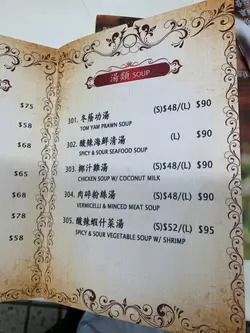 湯類 SOUP
$75
$58
$68
$65
$68
$58
301. 冬蔭功湯 (S)$48/(L) $90
TOM YAM PRAWN SOUP
302. 酸辣海鮮清湯 (L) $90
SPICY & SOUR SEAFOOD SOUP
303. 椰汁雞湯 (S)$48/(L) $90
CHICKEN SOUP W/ COCONUT MILK
304. 肉碎粉絲湯 (S)$48/(L) $90
VERMICELLI & MINCED MEAT SOUP
305. 酸辣蝦什菜湯 (S)$52/(L) $95
SPICY & SOUR VEGETABLE SOUP W/ SHRIMP